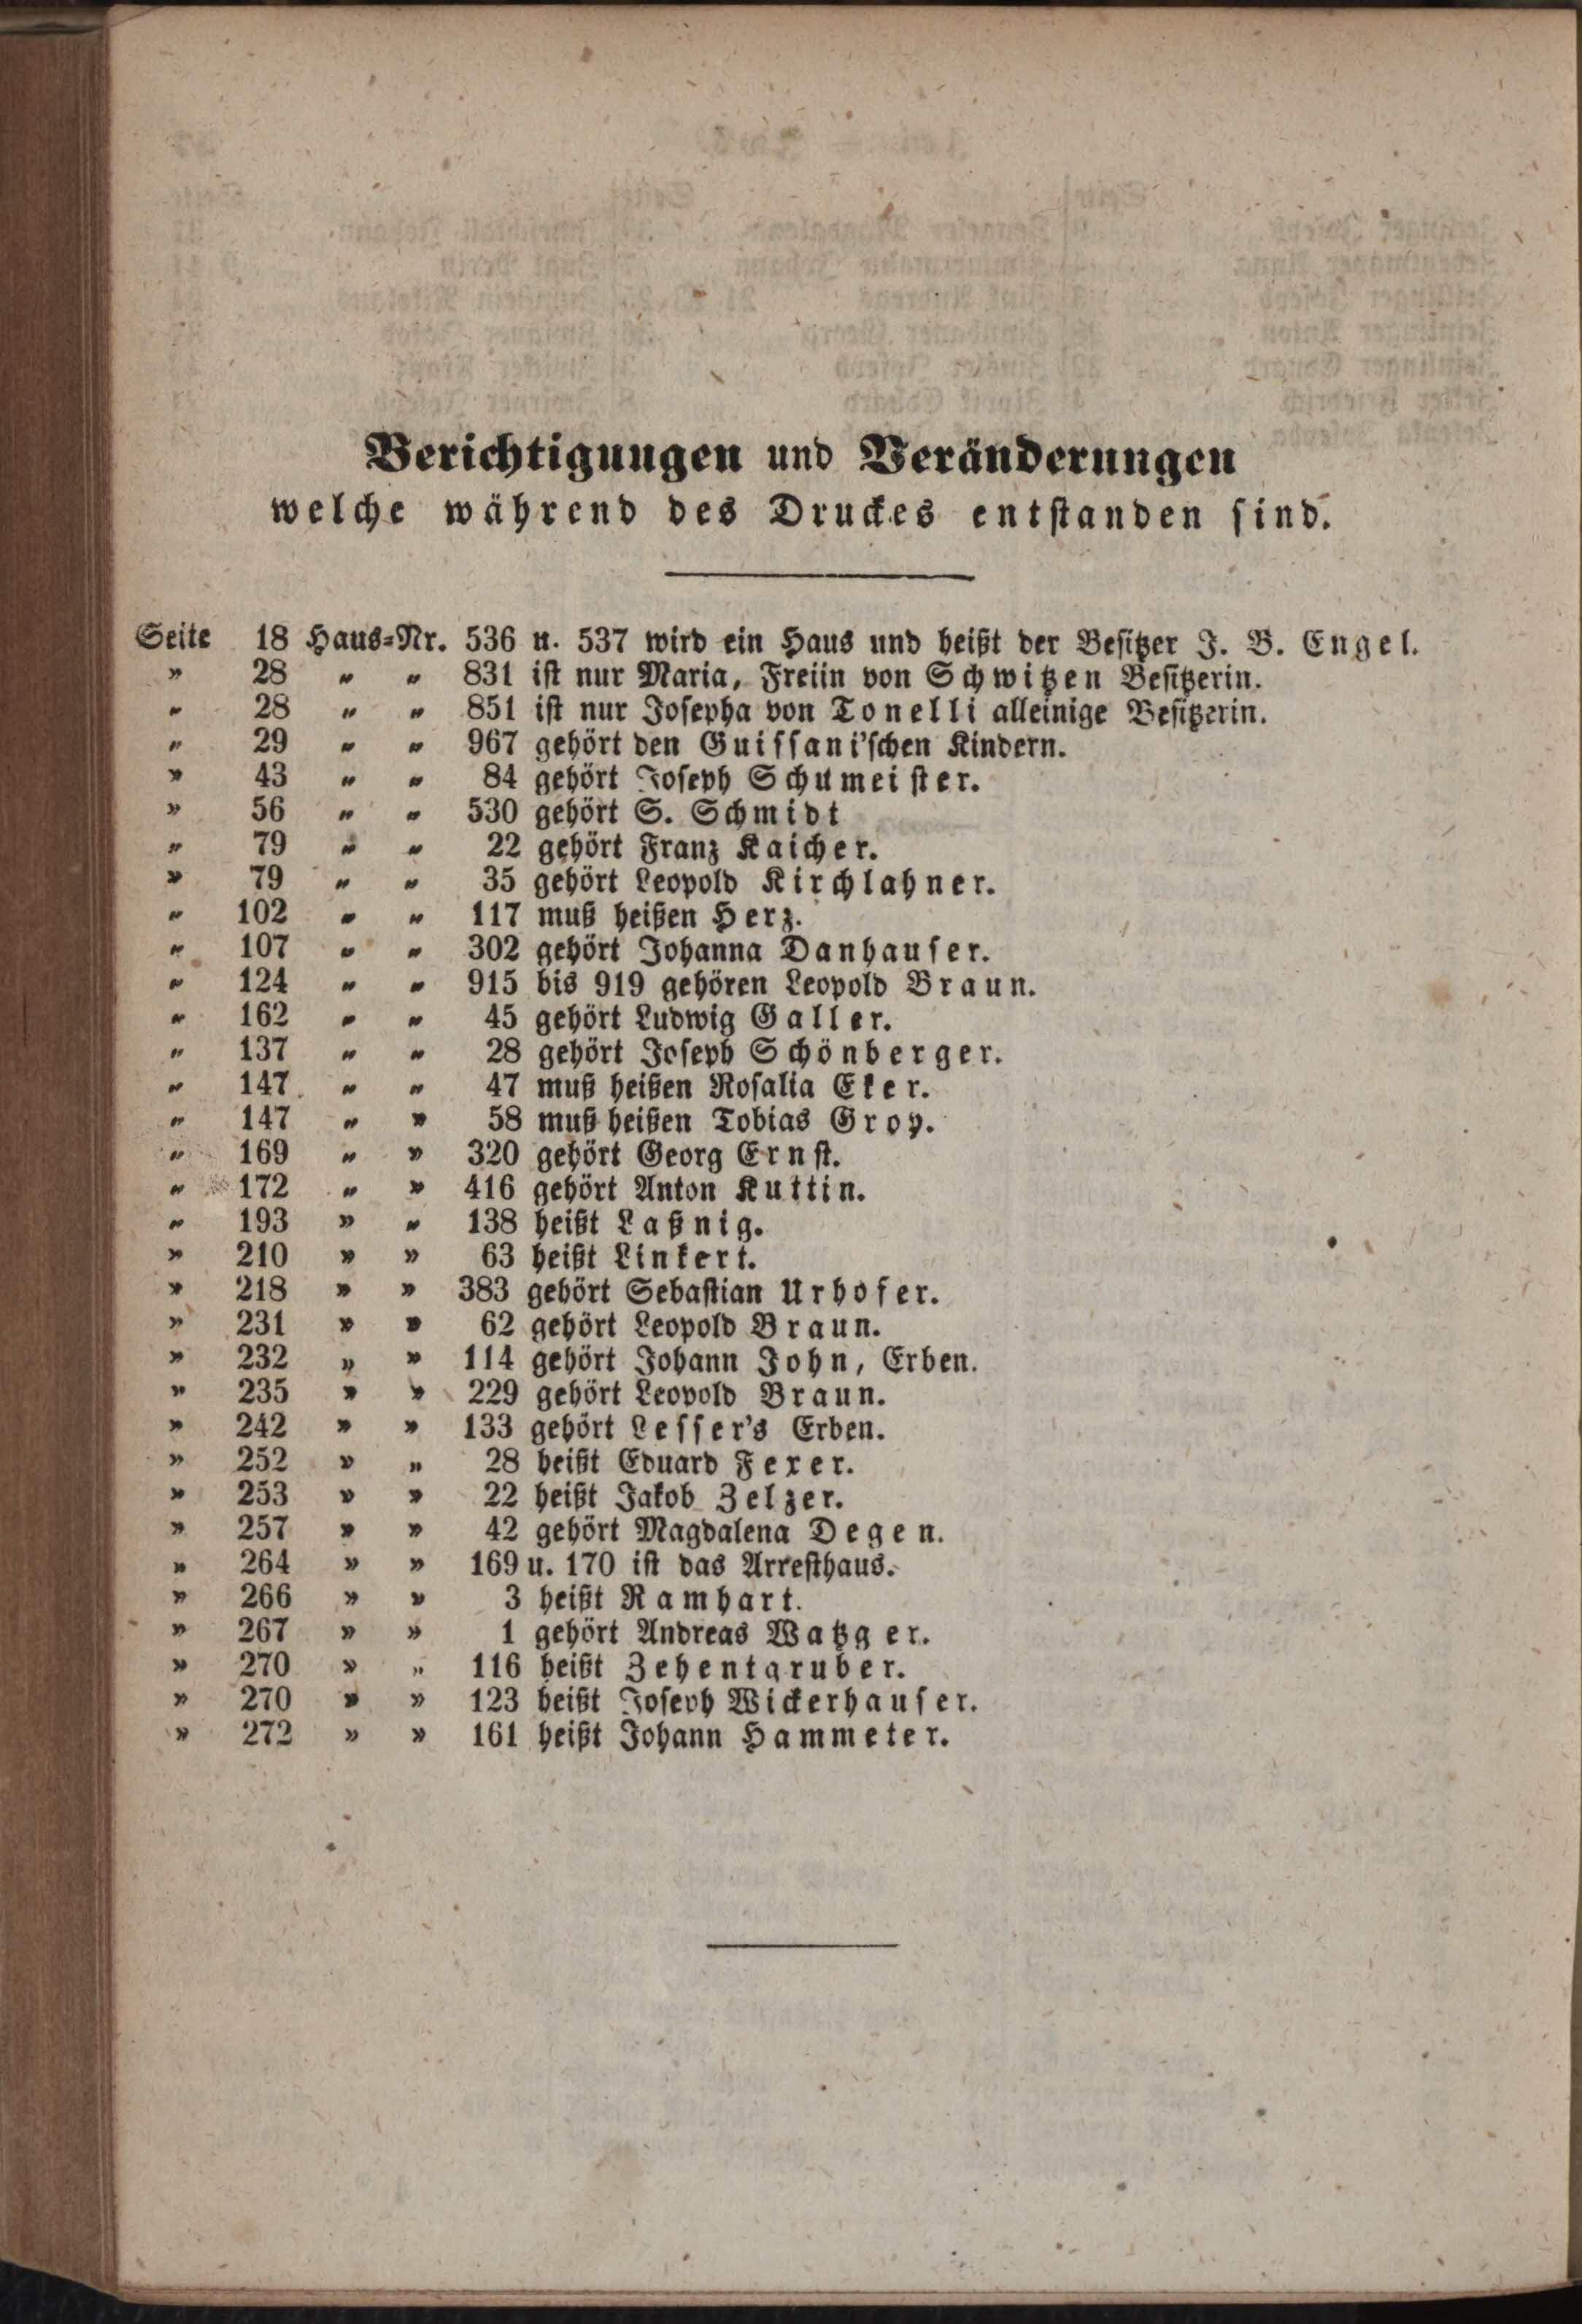 Berichtigungen und Veränderungen
welche während des Druckes entstanden sind.
Seite 18 Haus-Nr. 536 u. 537 wird ein Haus und heißt der Besitzer J. B. Engel.
» 28 „ „ 831 ist nur Maria, Freiin von Schwitzen Besitzerin.
„ 28 „ „ 851 ist nur Josepha von Tonelli alleinige Besitzerin.
„ 29 „ „ 967 gehört den Guissani'schen Kindern.
» 43 „ „ 84 gehört Joseph Schumeister.
» 56 „ „ 530 gehört S. Schmidt
„ 79 „ „ 22 gehört Franz Kaicher.
» 79 „ „ 35 gehört Leopold Kirchlahner.
„ 102 „ „ 117 muß heißen Herz.
„ 107 „ „ 302 gehört Johanna Danhauser.
„ 124 „ „ 915 bis 919 gehören Leopold Braun.
„ 162 „ „ 45 gehört Ludwig Galler.
„ 137 „ „ 28 gehört Joseph Schönberger.
„ 147 „ „ 47 muß heißen Rosalia Eker.
„ 147 „ » 58 muß heißen Tobias Grop.
„ 169 „ » 320 gehört Georg Ernst.
„ 172 „ » 416 gehört Anton Kuttin.
„ 193 » „ 138 heißt Laßnig.
» 210 » » 63 heißt Linkert.
» 218 » » 383 gehört Sebastian Urhofer.
» 231 » » 62 gehört Leopold Braun.
» 232 „ » 114 gehört Johann John, Erben.
» 235 » » 229 gehört Leopold Braun.
» 242 » » 133 gehört Lesser's Erben.
» 252 » „ 28 heißt Eduard Fexer.
» 253 » » 22 heißt Jakob Zelzer.
» 257 » » 42 gehört Magdalena Degen.
» 264 » » 169 u. 170 ist das Arresthaus.
» 266 » » 3 heißt Ramhart.
» 267 » » 1 gehört Andreas Watzger.
» 270 » „ 116 heißt Zehentgruber.
» 270 » » 123 heißt Joseph Wickerhauser.
» 272 » » 161 heißt Johann Hammeter.